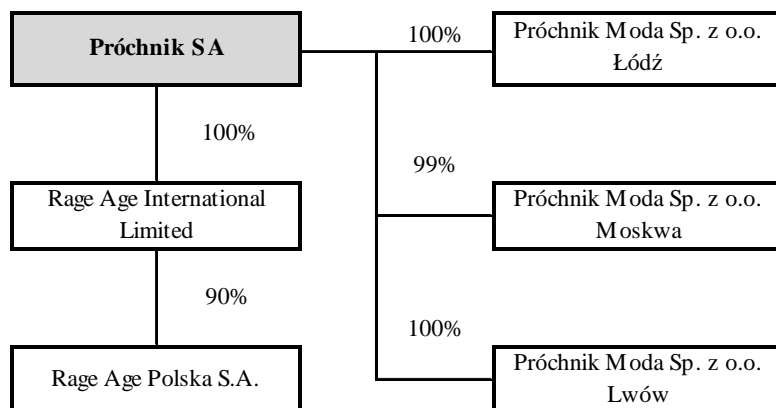 Próchnik SA
100%
Próchnik Moda Sp. z o.o.
Łódź
100%
99%
Rage Age International
Limited
Próchnik Moda Sp. z o.o.
Moskwa
90%
100%
Rage Age Polska S.A.
Próchnik Moda Sp. z o.o.
Lwów